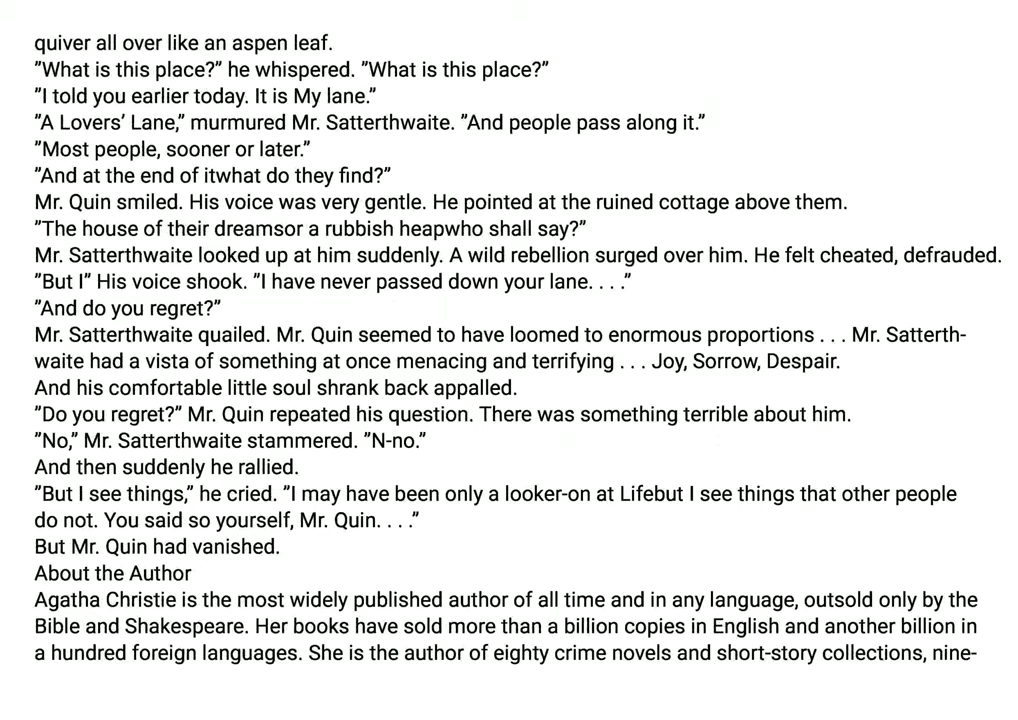 quiver all over like an aspen leaf.
”What is this place?” he whispered. ”What is this place?”
”I told you earlier today. It is My lane.”
”A Lovers’ Lane,” murmured Mr. Satterthwaite. ”And people pass along it.”
”Most people, sooner or later.”
”And at the end of itwhat do they find?”
Mr. Quin smiled. His voice was very gentle. He pointed at the ruined cottage above them.
”The house of their dreamsor a rubbish heapwho shall say?”
Mr. Satterthwaite looked up at him suddenly. A wild rebellion surged over him. He felt cheated, defrauded.
”But I” His voice shook. ”I have never passed down your lane. . . .”
”And do you regret?”
Mr. Satterthwaite quailed. Mr. Quin seemed to have loomed to enormous proportions . . . Mr. Satterth-
waite had a vista of something at once menacing and terrifying . . . Joy, Sorrow, Despair.
And his comfortable little soul shrank back appalled.
”Do you regret?” Mr. Quin repeated his question. There was something terrible about him.
”No,” Mr. Satterthwaite stammered. ”N-no.”
And then suddenly he rallied.
”But I see things,” he cried. ”I may have been only a looker-on at Lifebut I see things that other people
do not. You said so yourself, Mr. Quin. . . .”
But Mr. Quin had vanished.
About the Author
Agatha Christie is the most widely published author of all time and in any language, outsold only by the
Bible and Shakespeare. Her books have sold more than a billion copies in English and another billion in
a hundred foreign languages. She is the author of eighty crime novels and short-story collections, nine-